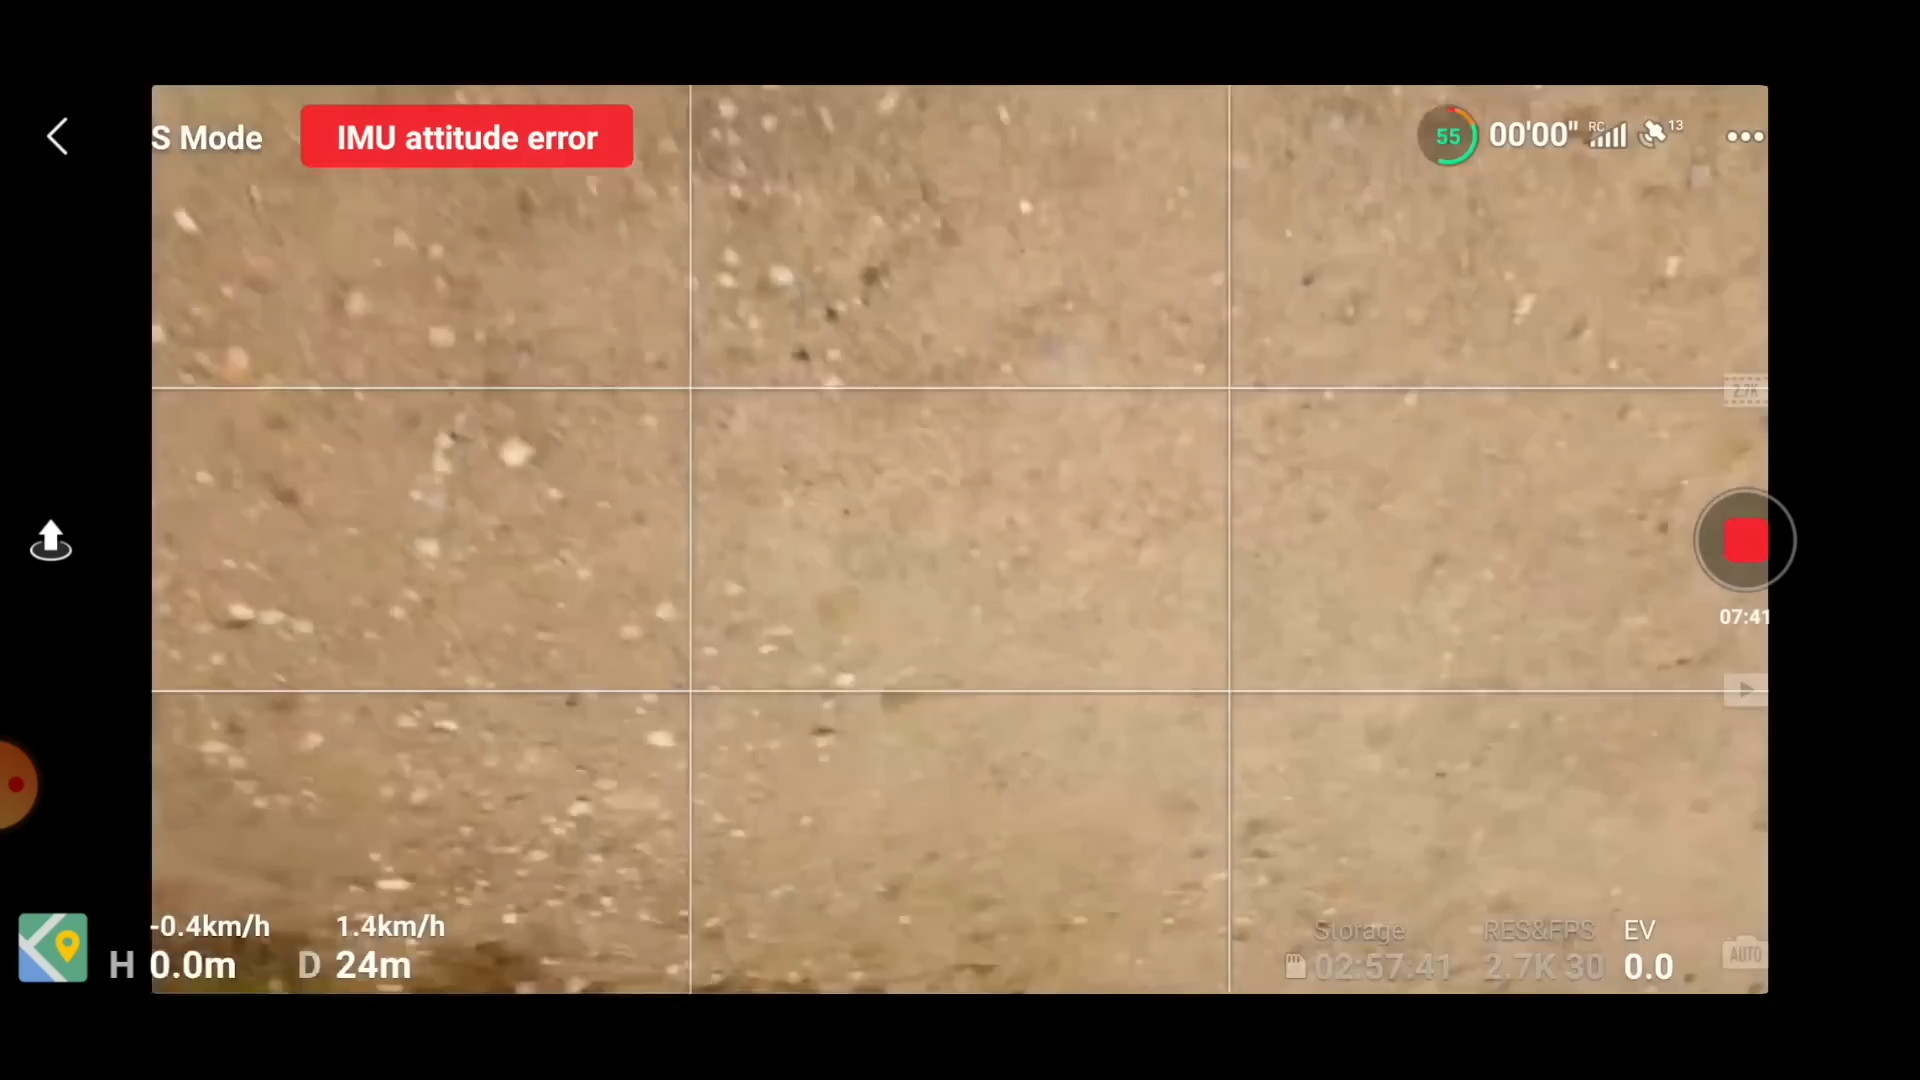 S Mode
IMU attitude error
55
00'00"
RC
13
2.7K
07:41
-0.4km/h
1.4km/h
H 0.0m
D 24m
Storage
02:57:41
RES&FPS
2.7K 30
EV
0.0
AUTO